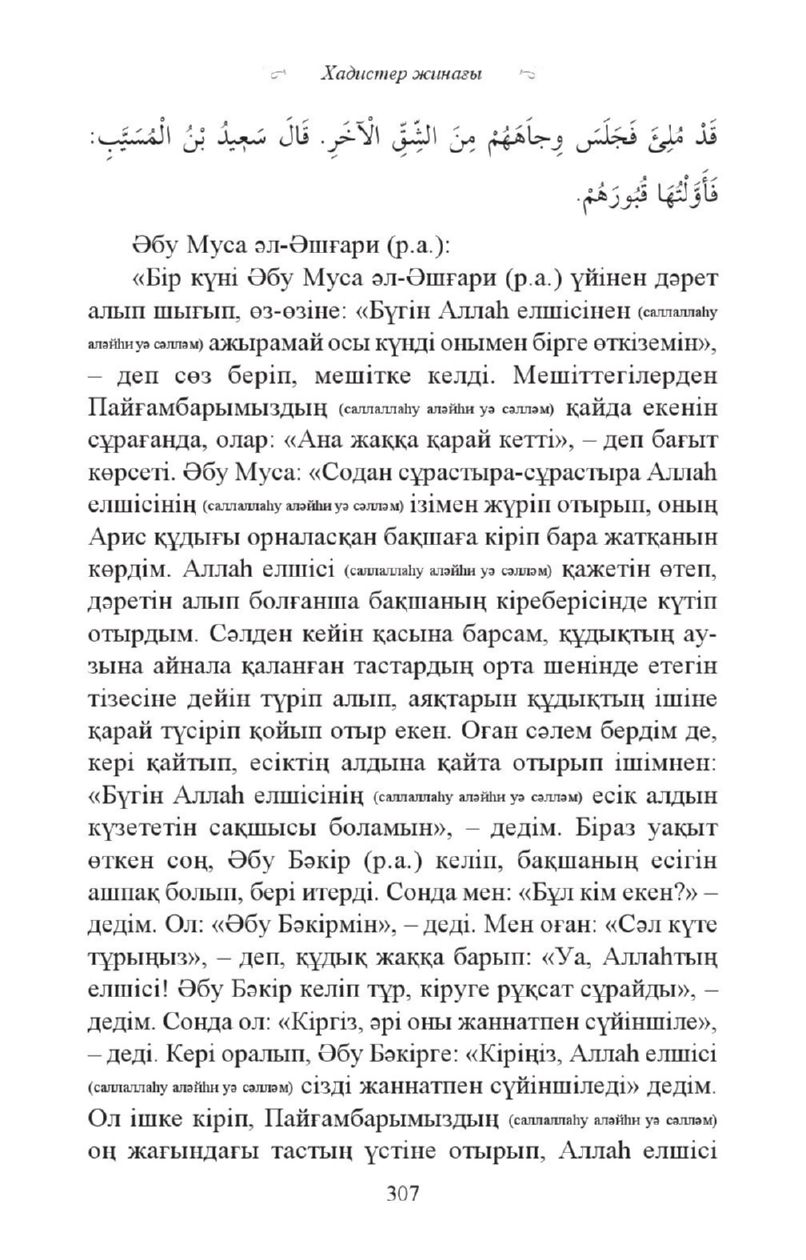 Хадистер жинағы
قَدْ مُلِئَ فَجَلَسَ وِجاَهَهُمْ مِنَ الشِّقِّ الْآخَرِ. قَالَ سَعِيدُ بْنُ الْمُسَيَّبِ:
فَأَوَّلْتُهَا قُبُورَهُمْ.
Әбу Муса әл-Әшғари (р.а.):
«Бір күні Әбу Муса әл-Әшғари (р.а.) үйінен дәрет
алып шығып, өз-өзіне: «Бүгін Аллаһ елшісінен (саллаллаһу
аләйһи уә сәлләм) ажырамай осы күнді онымен бірге өткіземін»,
– деп сөз беріп, мешітке келді. Мешіттегілерден
Пайғамбарымыздың (саллаллаһу аләйһи уә сәлләм) қайда екенін
сұрағанда, олар: «Ана жаққа қарай кетті», – деп бағыт
көрсеті. Әбу Муса: «Содан сұрастыра-сұрастыра Аллаһ
елшісінің (саллаллаһу аләйһи уә сәлләм) ізімен жүріп отырып, оның
Арис құдығы орналасқан бақшаға кіріп бара жатқанын
көрдім. Аллаһ елшісі (саллаллаһу аләйһи уә сәлләм) қажетін өтеп,
дәретін алып болғанша бақшаның кіреберісінде күтіп
отырдым. Сәлден кейін қасына барсам, құдықтың ау-
зына айнала қаланған тастардың орта шенінде етегін
тізесіне дейін түріп алып, аяқтарын құдықтың ішіне
қарай түсіріп қойып отыр екен. Оған сәлем бердім де,
кері қайтып, есіктің алдына қайта отырып ішімнен:
«Бүгін Аллаһ елшісінің (саллаллаһу аләйһи уә сәлләм) есік алдын
күзететін сақшысы боламын», – дедім. Біраз уақыт
өткен соң, Әбу Бәкір (р.а.) келіп, бақшаның есігін
ашпақ болып, бері итерді. Сонда мен: «Бұл кім екен?» –
дедім. Ол: «Әбу Бәкірмін», – деді. Мен оған: «Сәл күте
тұрыңыз», – деп, құдық жаққа барып: «Уа, Аллаһтың
елшісі! Әбу Бәкір келіп тұр, кіруге рұқсат сұрайды», –
дедім. Сонда ол: «Кіргіз, әрі оны жаннатпен сүйіншіле»,
– деді. Кері оралып, Әбу Бәкірге: «Кіріңіз, Аллаһ елшісі
(саллаллаһу аләйһи уә сәлләм) сізді жаннатпен сүйіншіледі» дедім.
Ол ішке кіріп, Пайғамбарымыздың (саллаллаһу аләйһи уә сәлләм)
оң жағындағы тастың үстіне отырып, Аллаһ елшісі
307